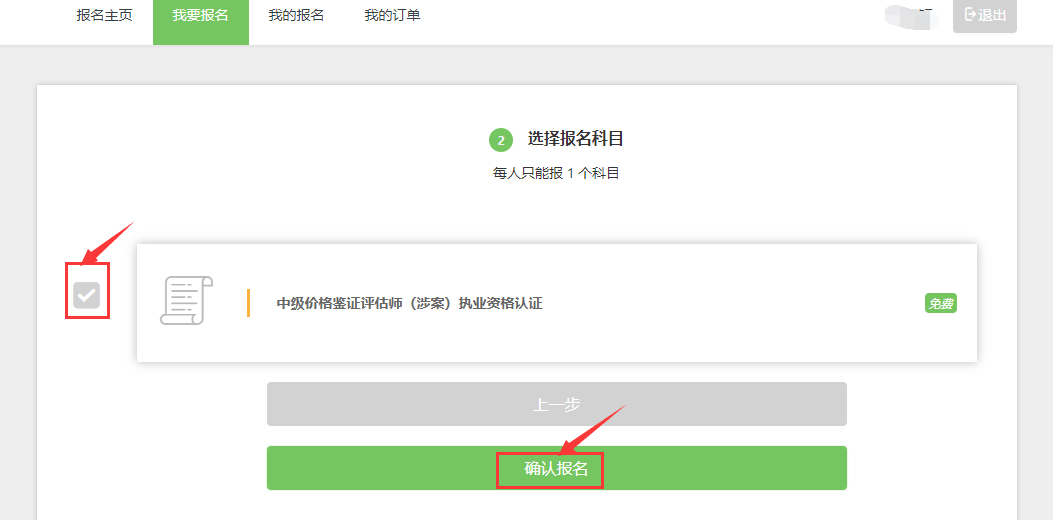 报名主页 我要报名 我的报名 我的订单 退出
2 选择报名科目
每人只能报 1 个科目
中级价格鉴证评估师（涉案）执业资格认证 免费
上一步
确认报名